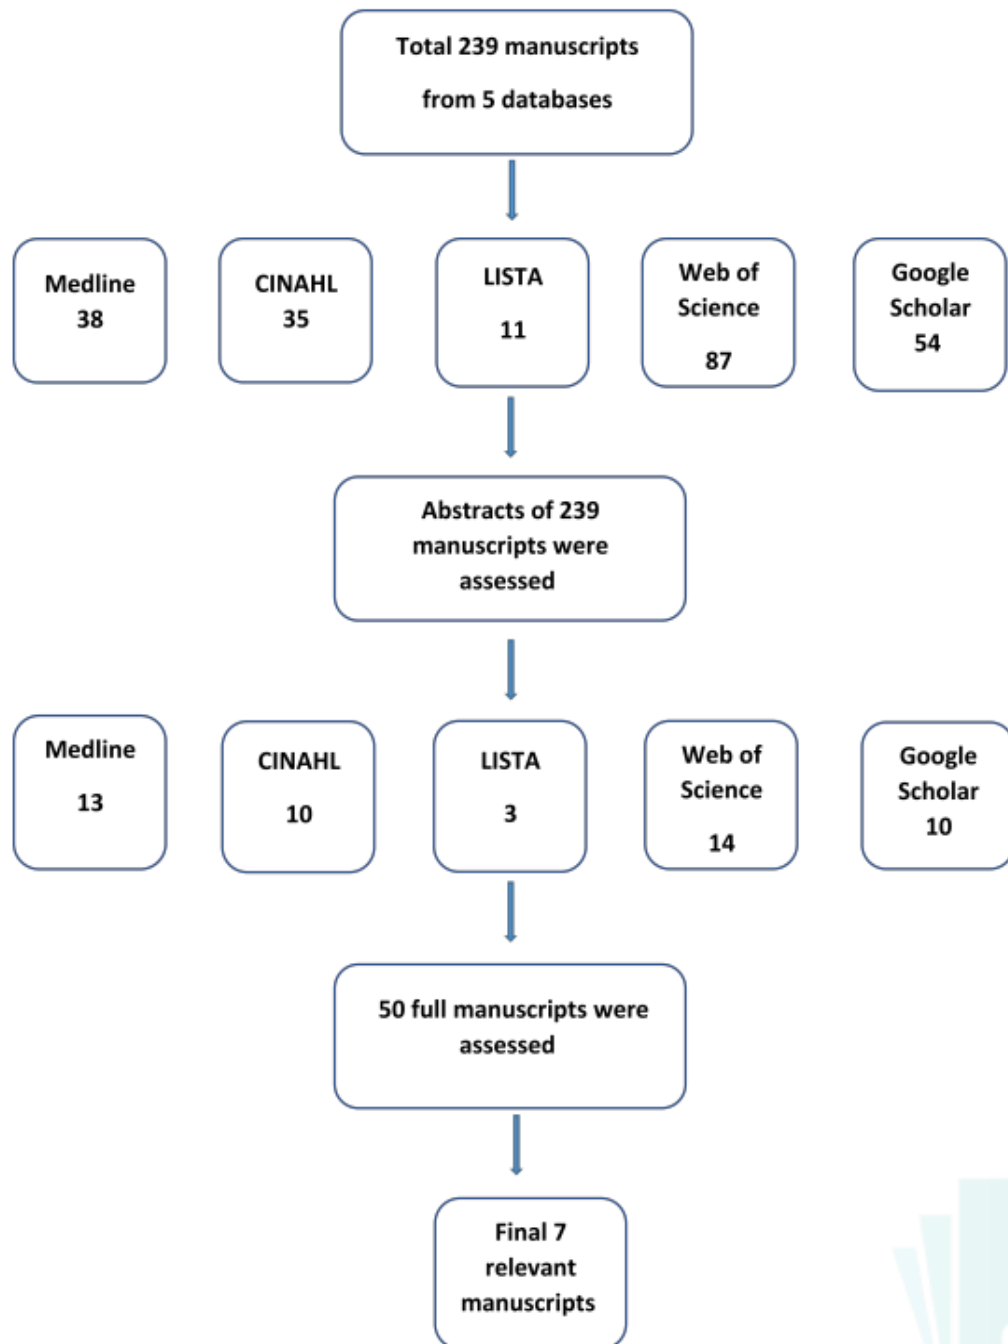 Total 239 manuscripts
from 5 databases
Medline
38
CINAHL
35
LISTA
11
Web of
Science
87
Google
Scholar
54
Abstracts of 239
manuscripts were
assessed
Medline
13
CINAHL
10
LISTA
3
Web of
Science
14
Google
Scholar
10
50 full manuscripts were
assessed
Final 7
relevant
manuscripts